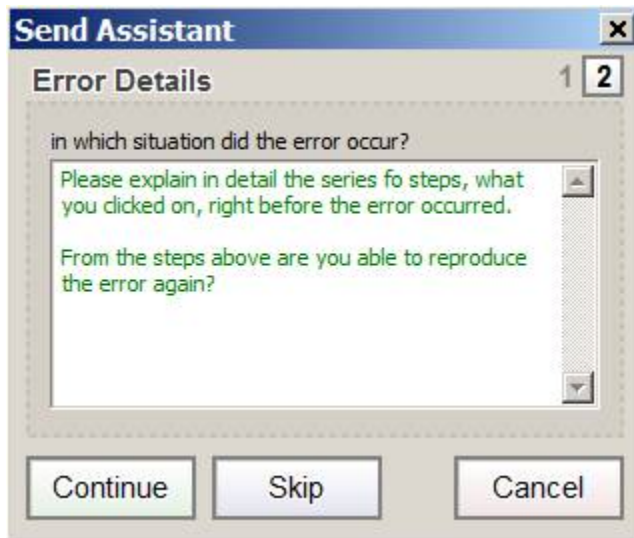 Send Assistant
Error Details
1 2
in which situation did the error occur?
Please explain in detail the series fo steps, what
you clicked on, right before the error occurred.
From the steps above are you able to reproduce
the error again?
Continue Skip Cancel